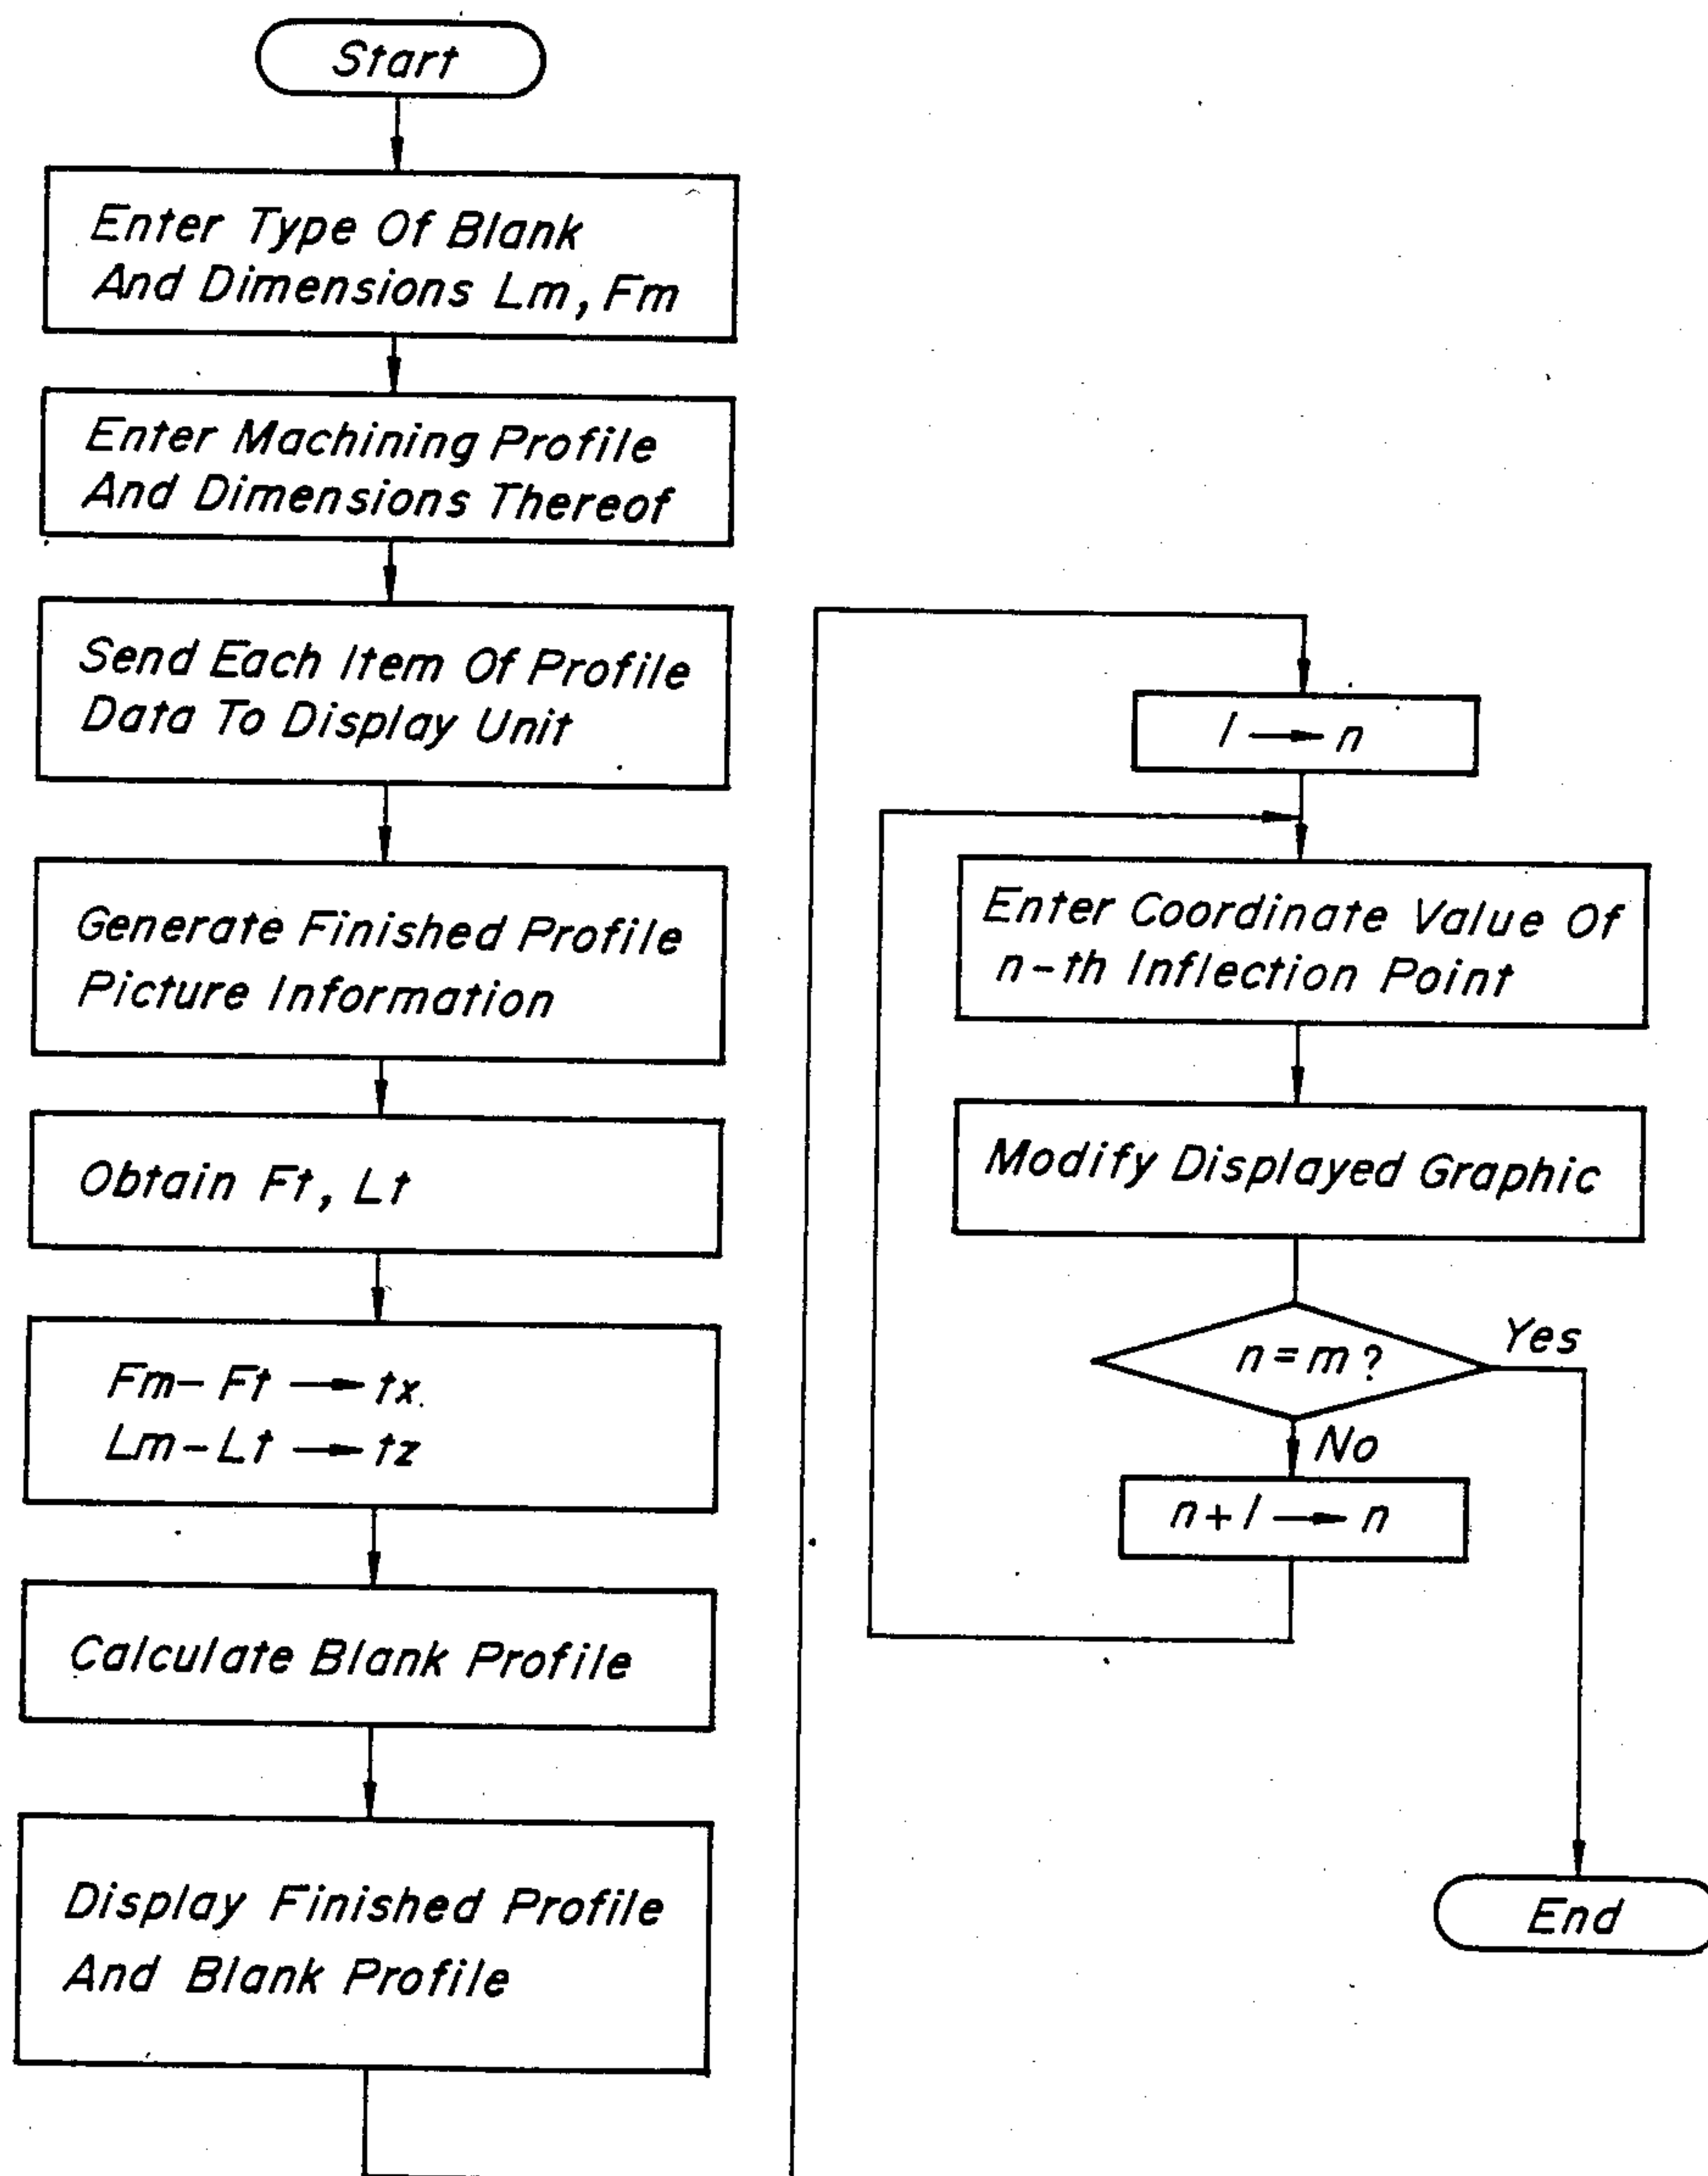 Start
Enter Type Of Blank
And Dimensions Lm, Fm
Enter Machining Profile
And Dimensions Thereof
Send Each Item Of Profile
Data To Display Unit
Generate Finished Profile
Picture Information
Obtain Ft, Lt
Fm-Ft → tx
Lm-Lt → tz
Calculate Blank Profile
Display Finished Profile
And Blank Profile
1 → n
Enter Coordinate Value Of
n-th Inflection Point
Modify Displayed Graphic
n=m?
Yes
No
n+1 → n
End